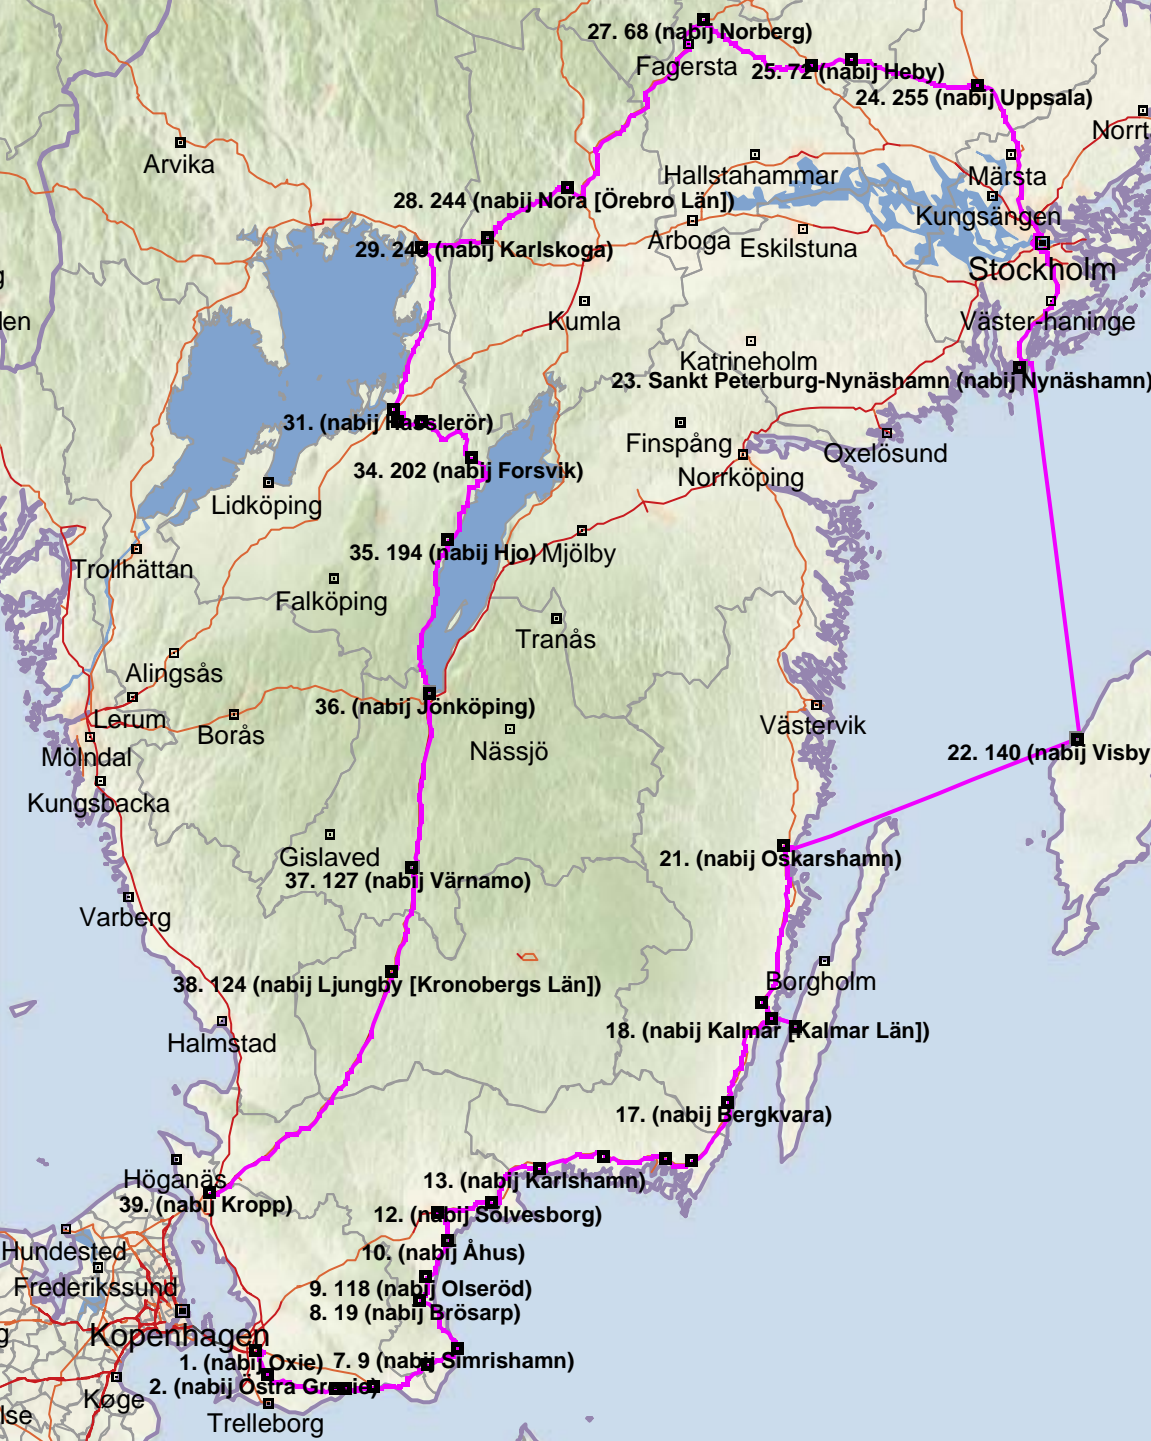 27. 68 (nabij Norberg)
Fagersta
25. 72 (nabij Heby)
24. 255 (nabij Uppsala)
Norrt
Arvika
Hallstahammar
Märsta
28. 244 (nabij Nora [Örebro Län])
Kungsängen
Arboga
Eskilstuna
29. (nabij Karlskoga)
Stockholm
len
Kumla
Väster-haninge
Katrineholm
23. Sankt Peterburg-Nynäshamn (nabij Nynäshamn)
31. (nabij Hasslerör)
Finspång
Oxelösund
34. 202 (nabij Forsvik)
Norrköping
Lidköping
35. 194 (nabij Hjo)
Mjölby
Trollhättan
Falköping
Tranås
Alingsås
36. (nabij Jönköping)
Lerum
Borås
Västervik
Mölndal
Nässjö
22. 140 (nabij Visby
Kungsbacka
Gislaved
21. (nabij Oskarshamn)
37. 127 (nabij Värnamo)
Varberg
38. 124 (nabij Ljungby [Kronobergs Län])
Borgholm
18. (nabij Kalmar [Kalmar Län])
Halmstad
17. (nabij Bergkvara)
Höganäs
13. (nabij Karlshamn)
39. (nabij Kropp)
12. (nabij Sölvesborg)
Hundested
10. (nabij Åhus)
Frederikssund
9. 118 (nabij Olseröd)
8. 19 (nabij Brösarp)
Kopenhagen
1. (nabij Oxie)
7. 9 (nabij Simrishamn)
2. (nabij Östra Grevie)
Køge
lse
Trelleborg